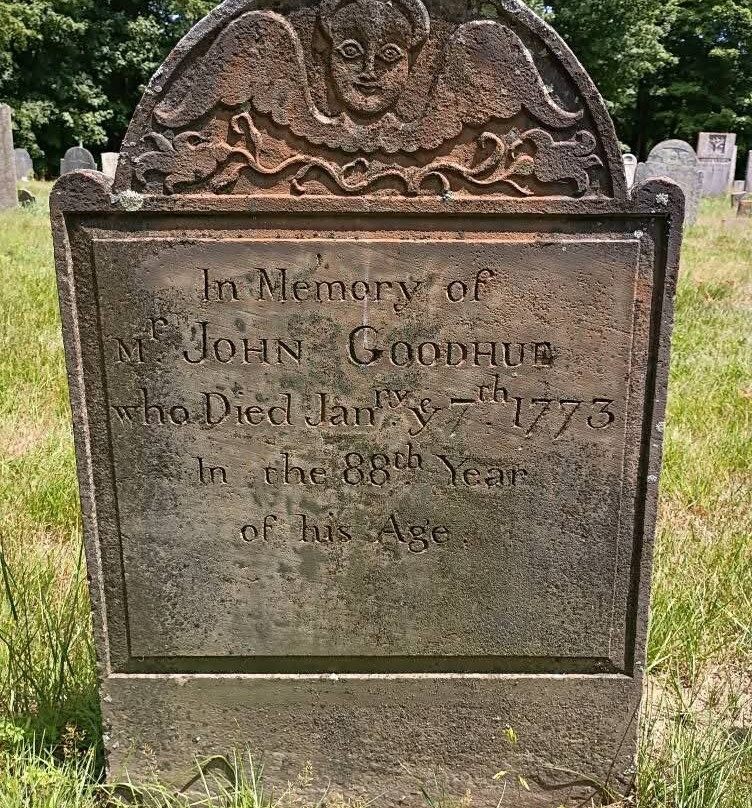 In Memory of
Mr JOHN GOODHUE
who Died Janry ye 7th 1773
In the 88th Year
of his Age